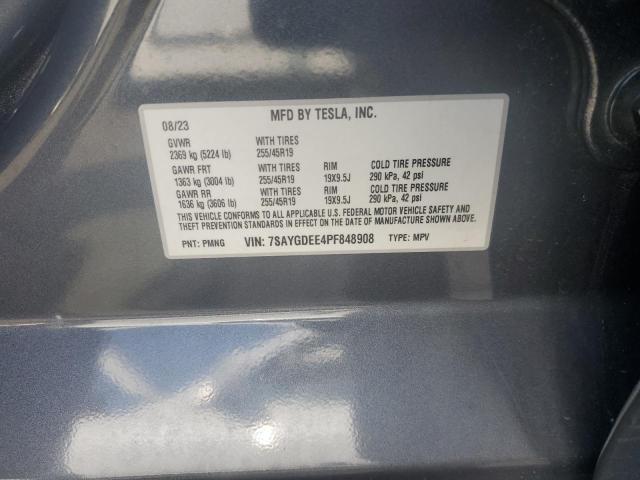 MFD BY TESLA, INC.
08/23
GVWR WITH TIRES
2369 kg (5224 lb) 255/45R19
GAWR FRT WITH TIRES RIM COLD TIRE PRESSURE
1363 kg (3004 lb) 255/45R19 19X9.5J 290 kPa, 42 psi
GAWR RR WITH TIRES RIM COLD TIRE PRESSURE
1636 kg (3606 lb) 255/45R19 19X9.5J 290 kPa, 42 psi
THIS VEHICLE CONFORMS TO ALL APPLICABLE U.S. FEDERAL MOTOR VEHICLE SAFETY AND
THEFT PREVENTION STANDARDS IN EFFECT ON THE DATE OF MANUFACTURE SHOWN ABOVE.
PNT: PMNG VIN: 7SAYGDEE4PF848908 TYPE: MPV